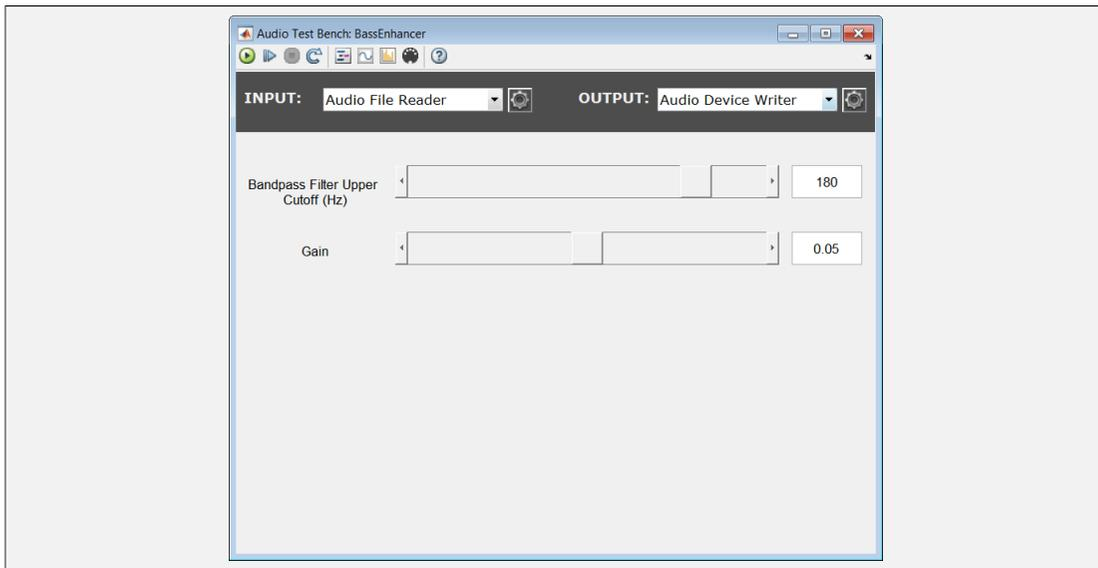 Audio Test Bench: BassEnhancer
INPUT: Audio File Reader OUTPUT: Audio Device Writer
Bandpass Filter Upper 180
Cutoff (Hz)
Gain 0.05